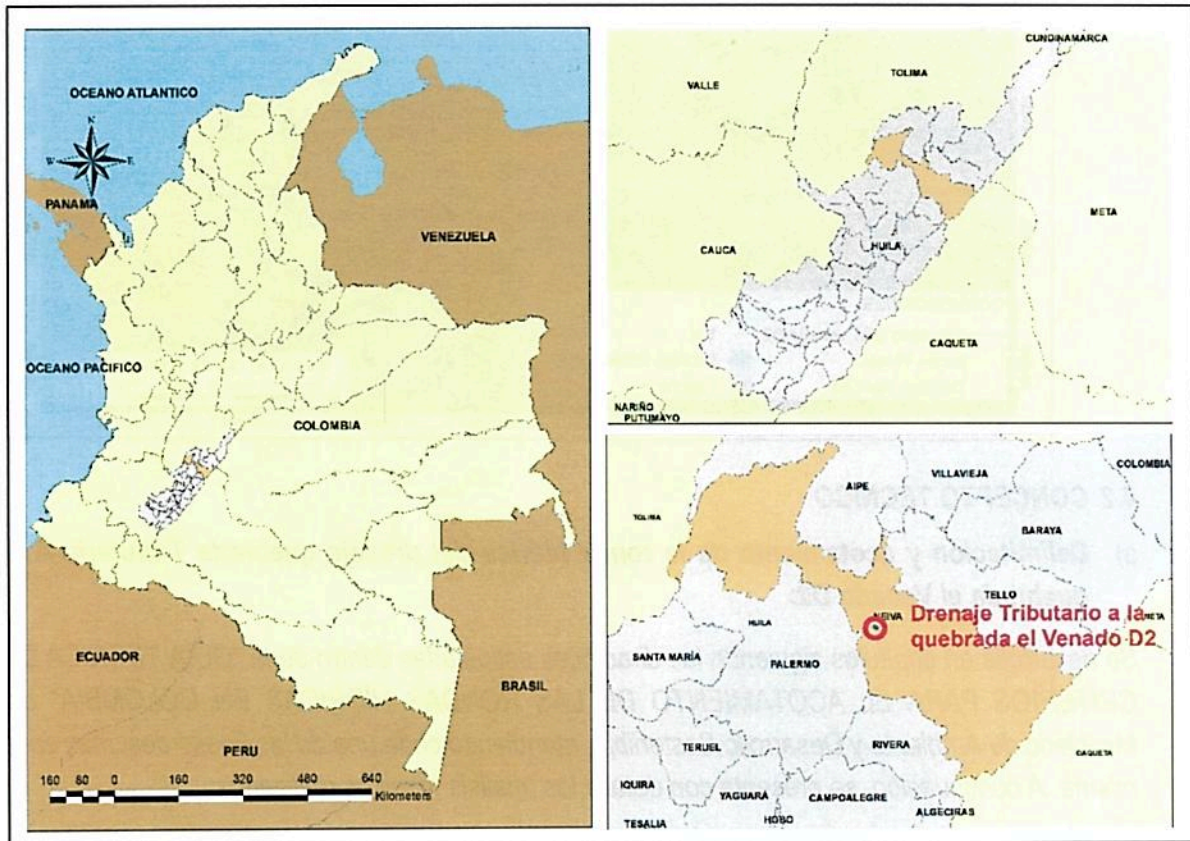 OCEANO ATLANTICO
N
W
E
S
PANAMA
VENEZUELA
OCEANO PACIFICO
COLOMBIA
ECUADOR
BRASIL
PERU
160 80 0 160 320 480 640
Kilometers
CUNDINAMARCA
TOLIMA
VALLE
META
CAUCA
HUILA
CAQUETA
NARIÑO
PUTUMAYO
COLOMBIA
VILLAVIEJA
AIPE
TOLIMA
BARAYA
TELLO
NEIVA
Drenaje Tributario a la
quebrada el Venado D2
HUILA
SANTA MARÍA
PALERMO
TERUEL
RIVERA
CAQUETA
IQUIRA
YAGUARÁ
CAMPOALEGRE
ALGECIRAS
TESALIA
HOBO